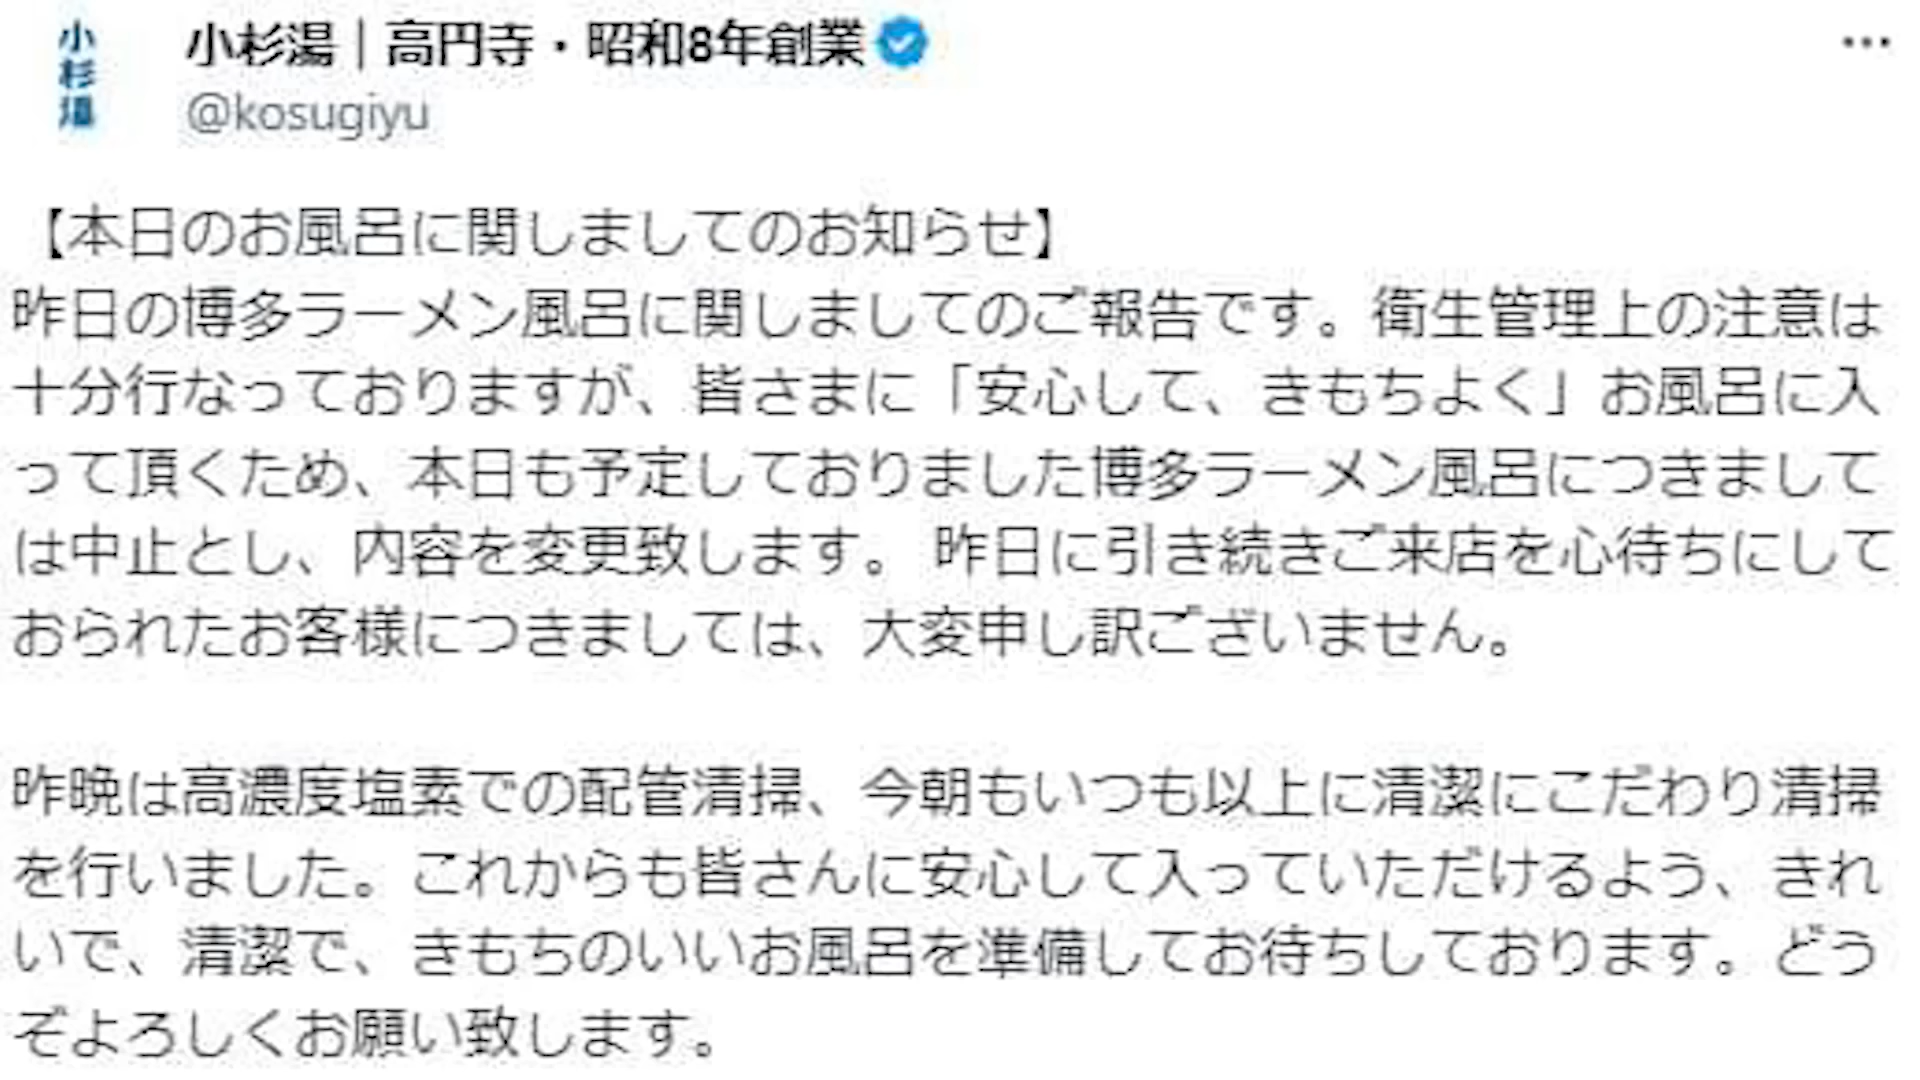 小杉湯
小杉湯｜高円寺・昭和8年創業
@kosugiyu
【本日のお風呂に関しましてのお知らせ】
昨日の博多ラーメン風呂に関しましてのご報告です。衛生管理上の注意は
十分行なっておりますが、皆さまに「安心して、きもちよく」お風呂に入
って頂くため、本日も予定しておりました博多ラーメン風呂につきまして
は中止とし、内容を変更致します。 昨日に引き続きご来店を心待ちにして
おられたお客様につきましては、大変申し訳ございません。
昨晩は高濃度塩素での配管清掃、今朝もいつも以上に清潔にこだわり清掃
を行いました。これからも皆さんに安心して入っていただけるよう、きれ
いで、清潔で、きもちのいいお風呂を準備してお待ちしております。どう
ぞよろしくお願い致します。